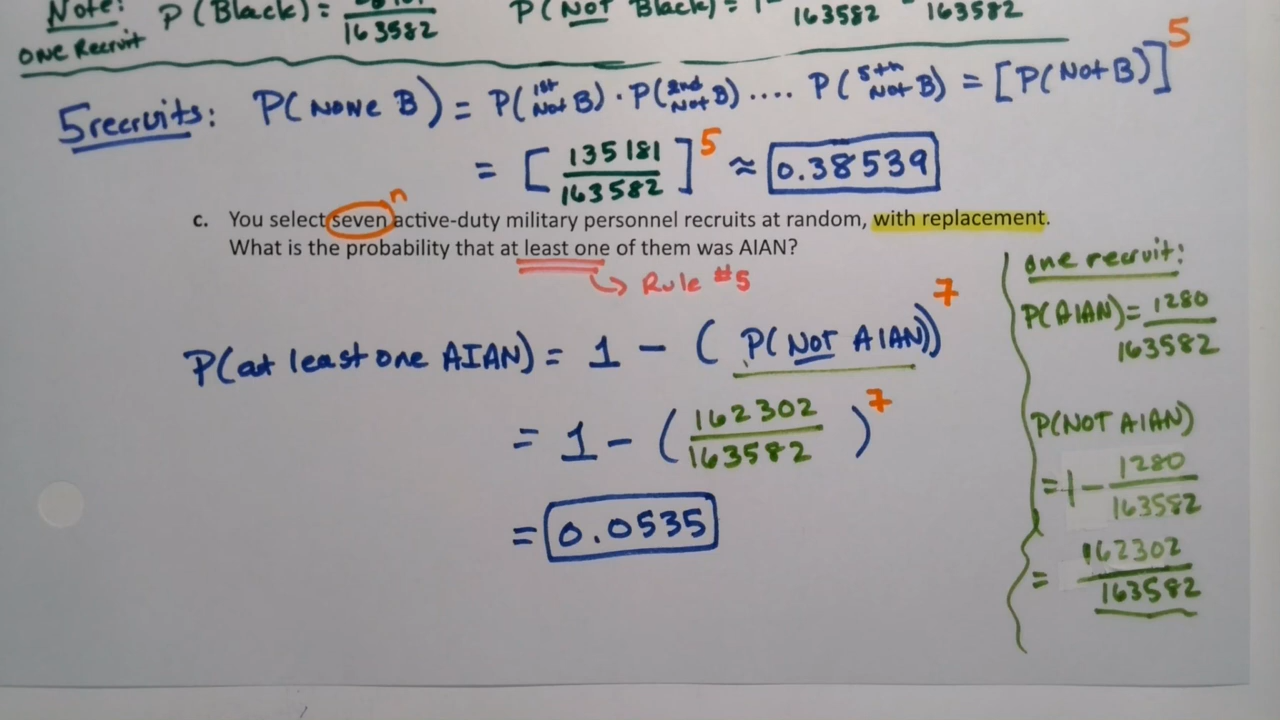 Note: P(Black) = 163582 P(Not Black) = 1- 163582 163582
ONE Recruit
5 recruits: P(NONE B) = P(1st Not B) · P(2nd Not B) .... P(5th Not B) = [P(Not B)]^5
= [135181/163582]^5 ≈ 0.38539
c. You select seven active-duty military personnel recruits at random, with replacement.
n
What is the probability that at least one of them was AIAN?
Rule #5
P(at least one AIAN) = 1 - (P(Not AIAN))^7
= 1 - (162302/163582)^7
= 0.0535
one recruit:
P(AIAN) = 1280/163582
P(NOT AIAN)
= 1 - 1280/163582
= 162302/163582